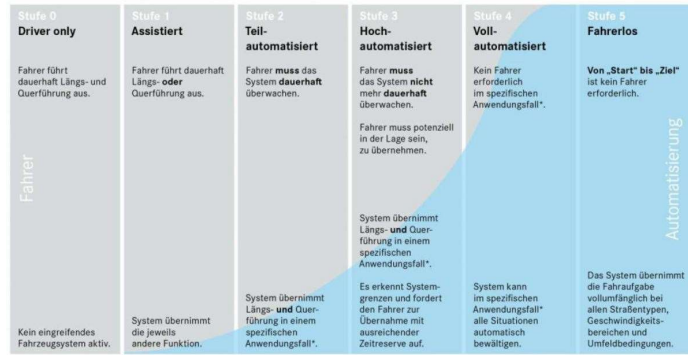 Stufe 0
Driver only
Fahrer führt
dauerhaft Längs- und
Querführung aus.
Fahrer
Kein eingreifendes
Fahrzeugsystem aktiv.
Stufe 1
Assistiert
Fahrer führt dauerhaft
Längs- oder
Querführung aus.
System übernimmt
die jeweils
andere Funktion.
Stufe 2
Teil-
automatisiert
Fahrer muss das
System dauerhaft
überwachen.
System übernimmt
Längs- und Quer-
führung in einem
spezifischen
Anwendungsfall*.
Stufe 3
Hoch-
automatisiert
Fahrer muss
das System nicht
mehr dauerhaft
überwachen.
Fahrer muss potenziell
in der Lage sein,
zu übernehmen.
System übernimmt
Längs- und Quer-
führung in einem
spezifischen
Anwendungsfall*.
Es erkennt System-
grenzen und fordert
den Fahrer zur
Übernahme mit
ausreichender
Zeitreserve auf.
Stufe 4
Voll-
automatisiert
Kein Fahrer
erforderlich
im spezifischen
Anwendungsfall*.
System kann
im spezifischen
Anwendungsfall*
alle Situationen
automatisch
bewältigen.
Stufe 5
Fahrerlos
Von „Start“ bis „Ziel“
ist kein Fahrer
erforderlich.
Das System übernimmt
die Fahraufgabe
vollumfänglich bei
allen Straßentypen,
Geschwindigkeits-
bereichen und
Umfeldbedingungen.
Automatisierung